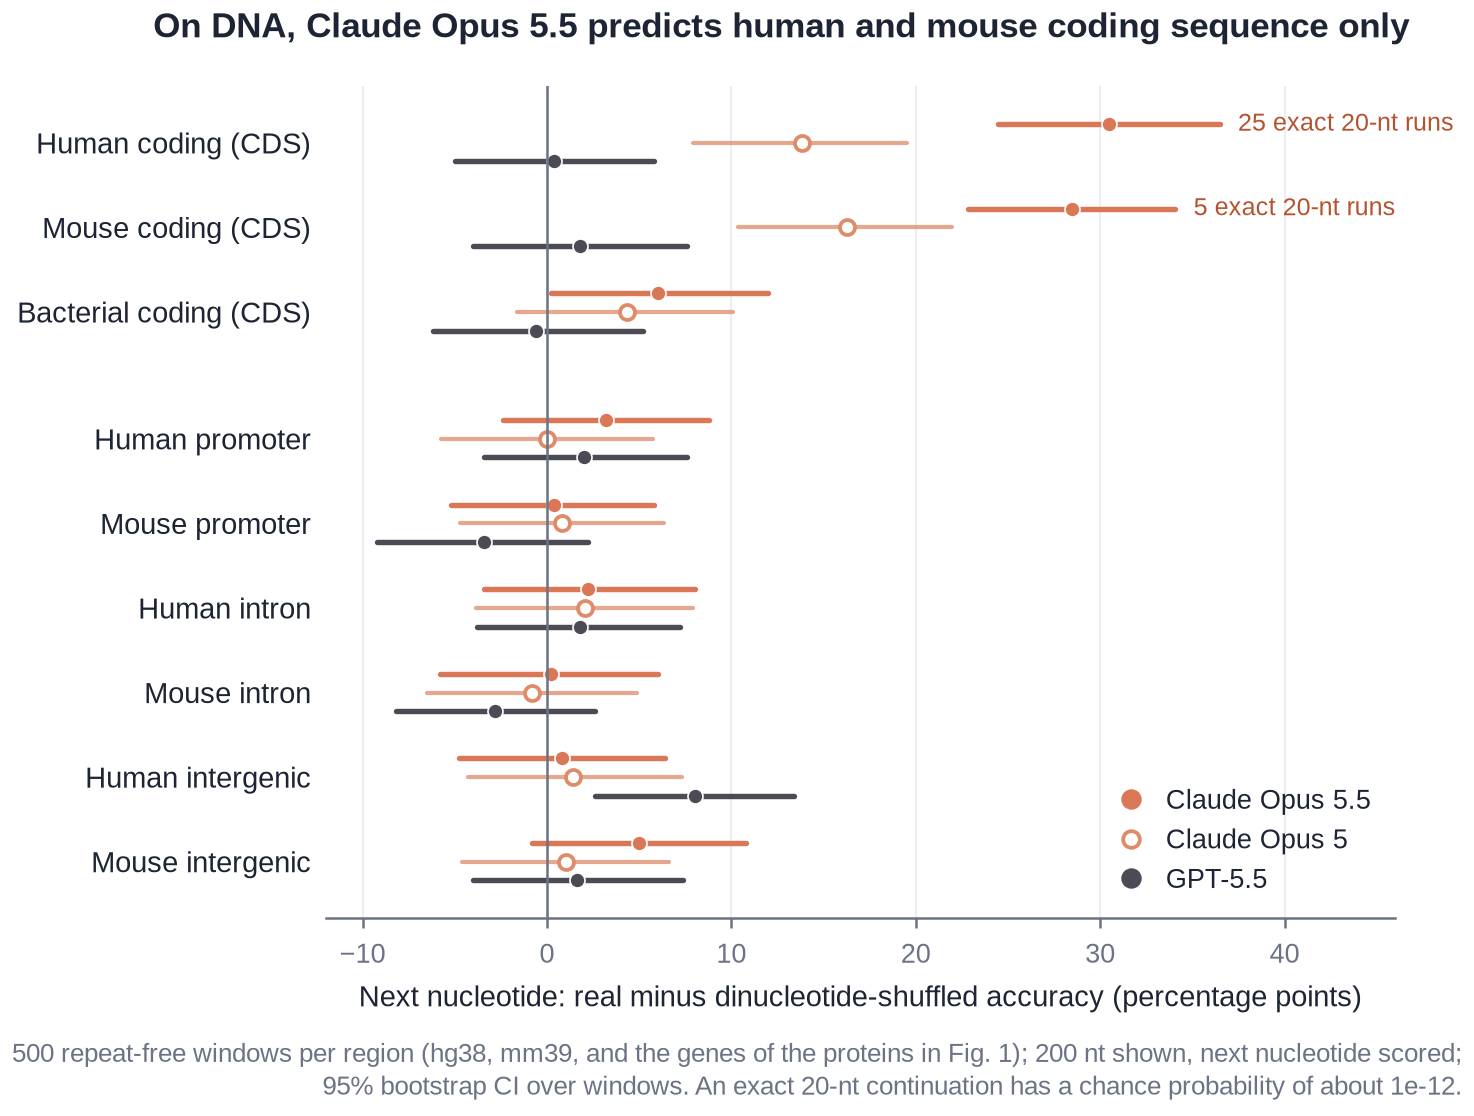 On DNA, Claude Opus 5.5 predicts human and mouse coding sequence only
Human coding (CDS)
25 exact 20-nt runs
Mouse coding (CDS)
5 exact 20-nt runs
Bacterial coding (CDS)
Human promoter
Mouse promoter
Human intron
Mouse intron
Human intergenic
Mouse intergenic
Claude Opus 5.5
Claude Opus 5
GPT-5.5
−10 0 10 20 30 40
Next nucleotide: real minus dinucleotide-shuffled accuracy (percentage points)
500 repeat-free windows per region (hg38, mm39, and the genes of the proteins in Fig. 1); 200 nt shown, next nucleotide scored;
95% bootstrap CI over windows. An exact 20-nt continuation has a chance probability of about 1e-12.